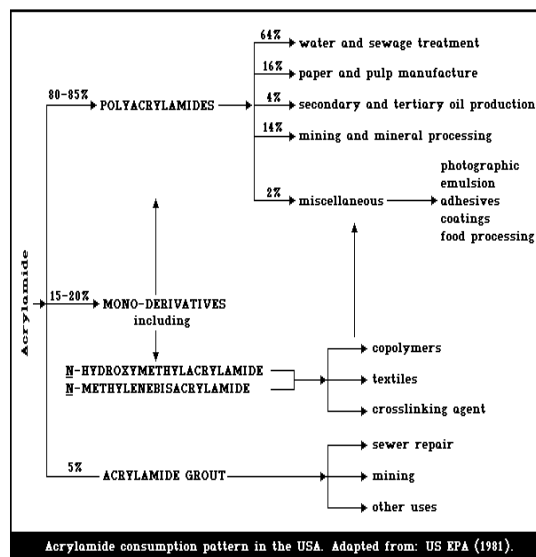 64%
water and sewage treatment
16%
paper and pulp manufacture
80-85%
POLYACRYLAMIDES
4%
secondary and tertiary oil production
14%
mining and mineral processing
2%
miscellaneous
photographic
emulsion
adhesives
coatings
food processing
Acrylamide
15-20%
MONO-DERIVATIVES
including
N-HYDROXYMETHYLACRYLAMIDE
N-METHYLENEBISACRYLAMIDE
copolymers
textiles
crosslinking agent
5%
ACRYLAMIDE GROUT
sewer repair
mining
other uses
Acrylamide consumption pattern in the USA. Adapted from: US EPA (1981).